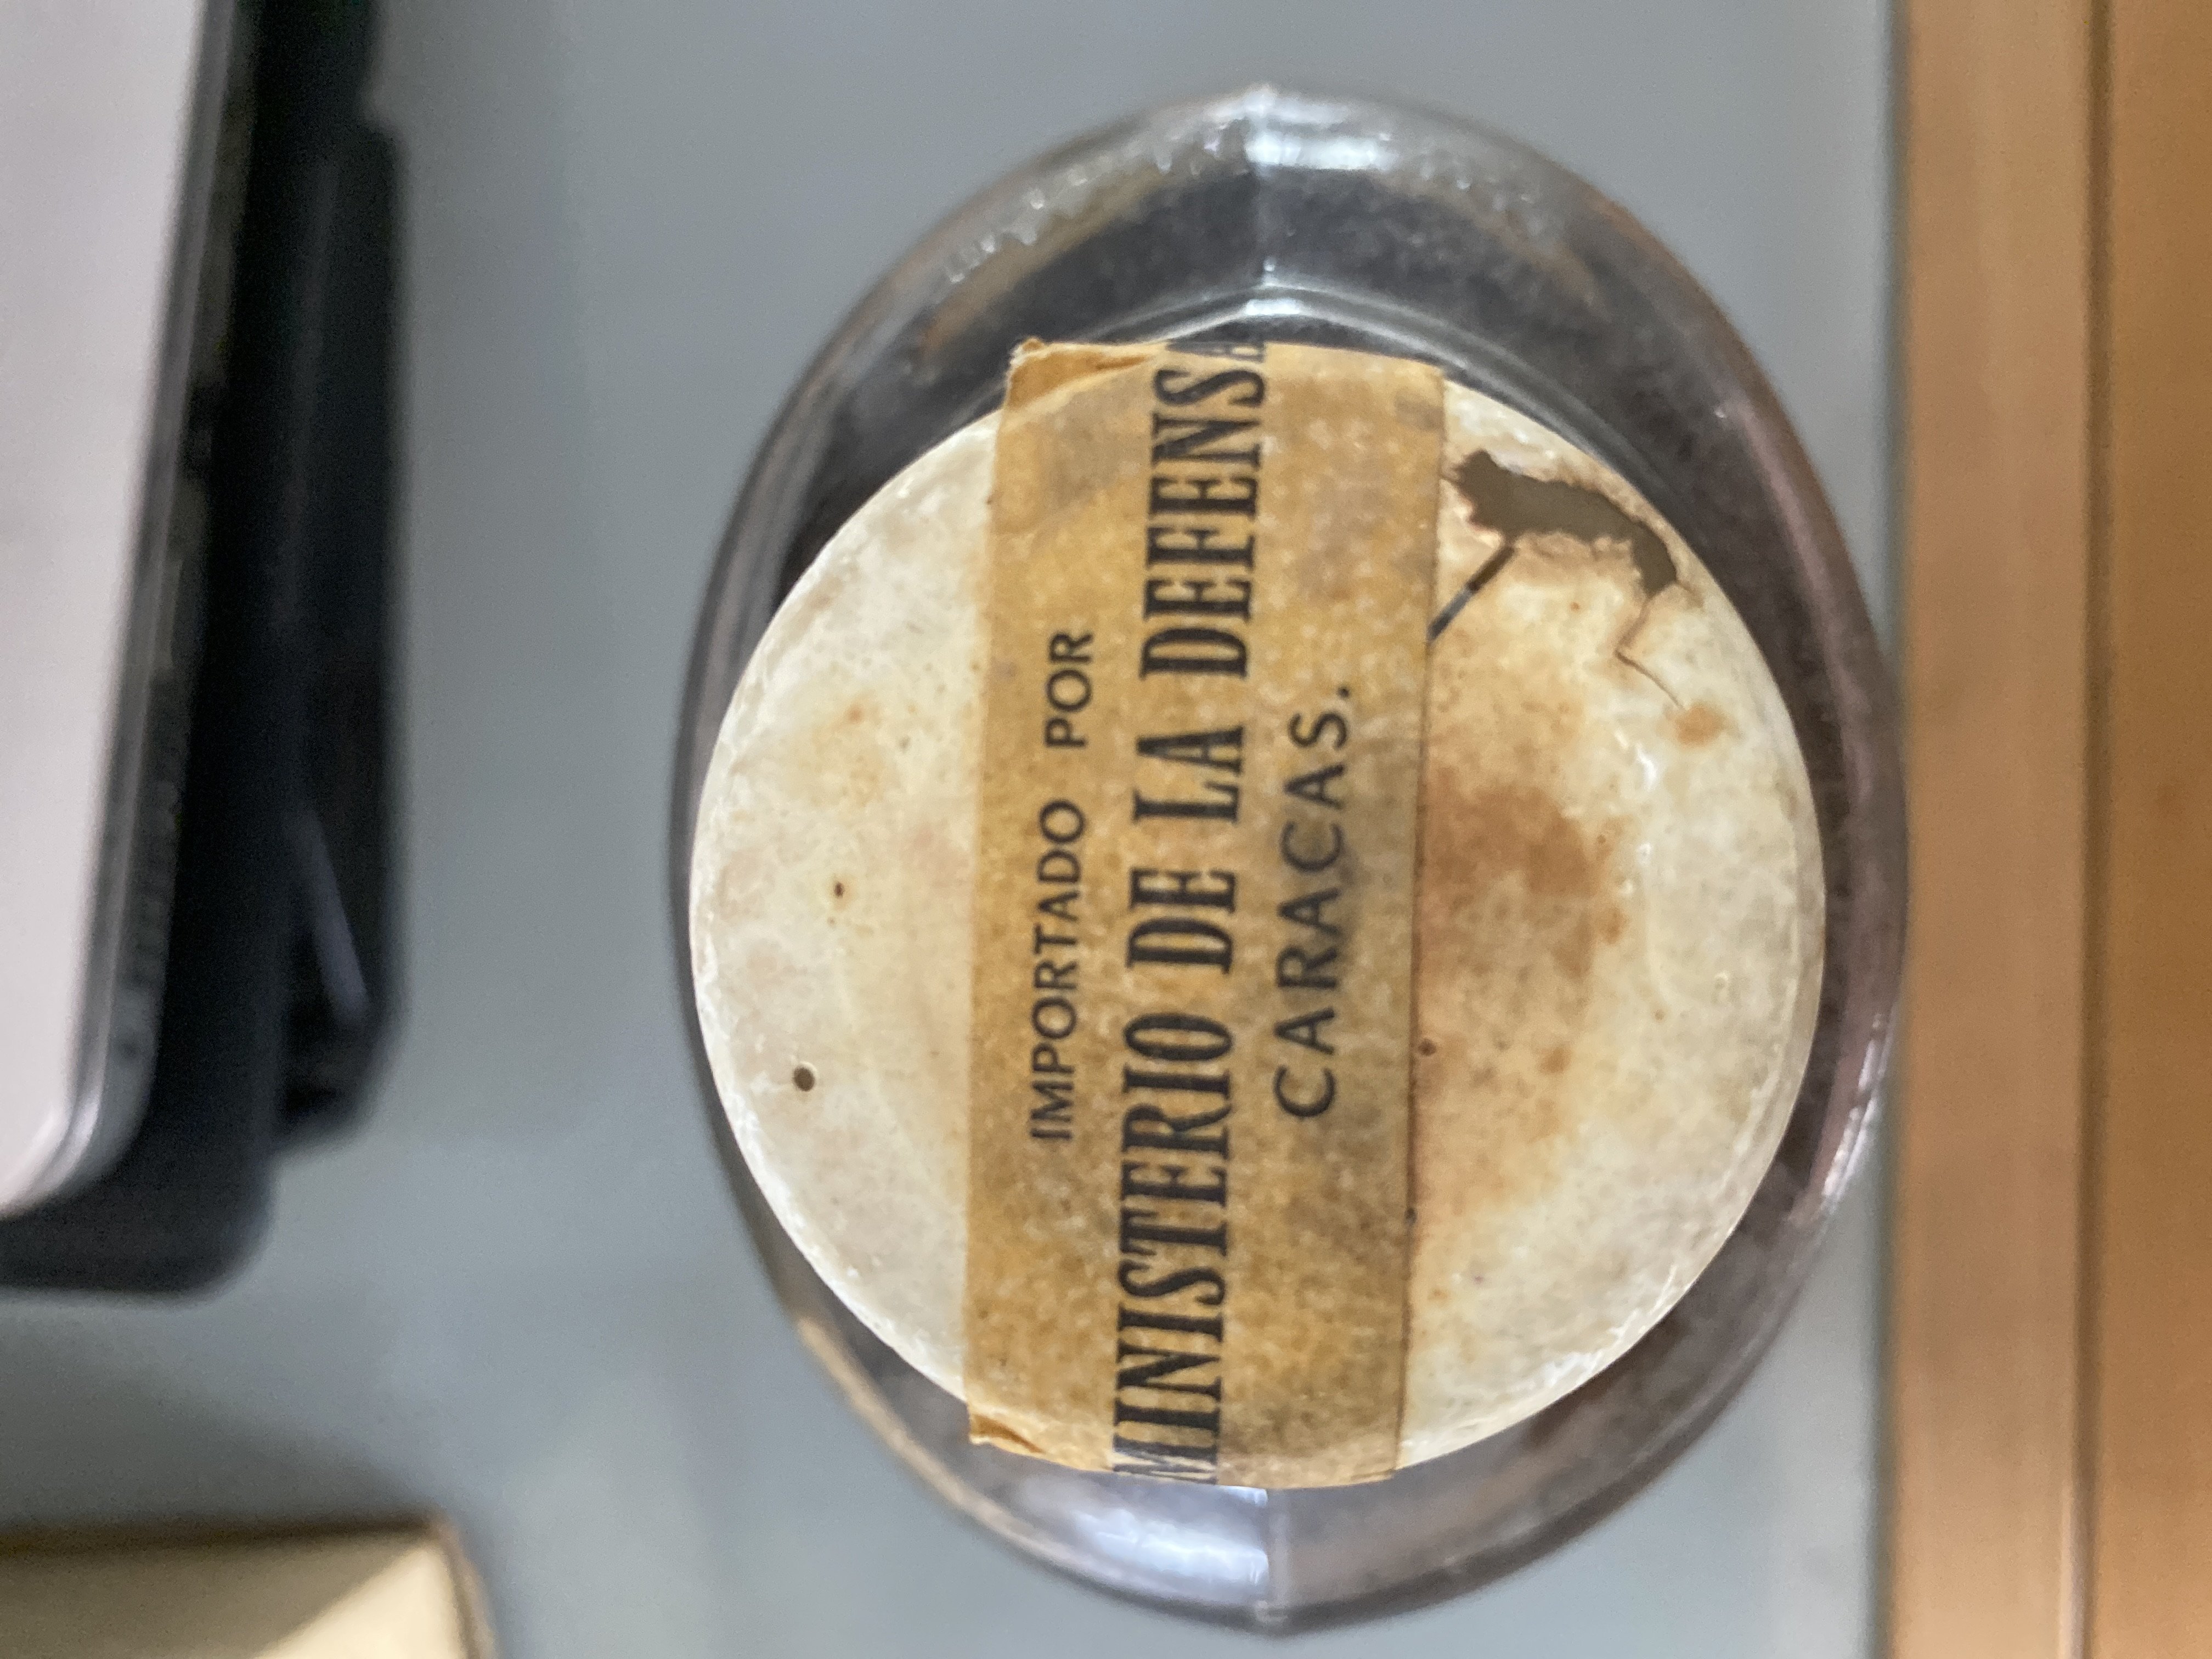 IMPORTADO POR
MINISTERIO DE LA DEFENSA
CARACAS.